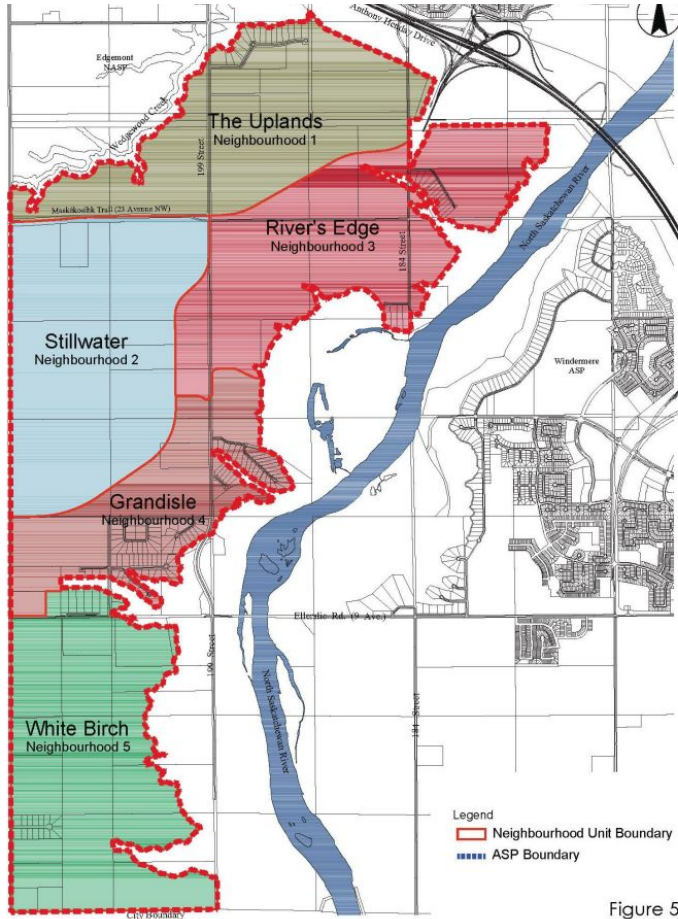 Anthony Henday Drive
Edgemont
NASP
Wedgewood Creek
The Uplands
Neighbourhood 1
199 Street
Maskêkosihk Trail (23 Avenue NW)
River's Edge
Neighbourhood 3
184 Street
North Saskatchewan River
Stillwater
Neighbourhood 2
Windermere
ASP
Grandisle
Neighbourhood 4
Ellerslie Rd. (9 Ave.)
199 Street
North Saskatchewan River
184 Street
White Birch
Neighbourhood 5
Legend
Neighbourhood Unit Boundary
ASP Boundary
City Boundary
Figure 5